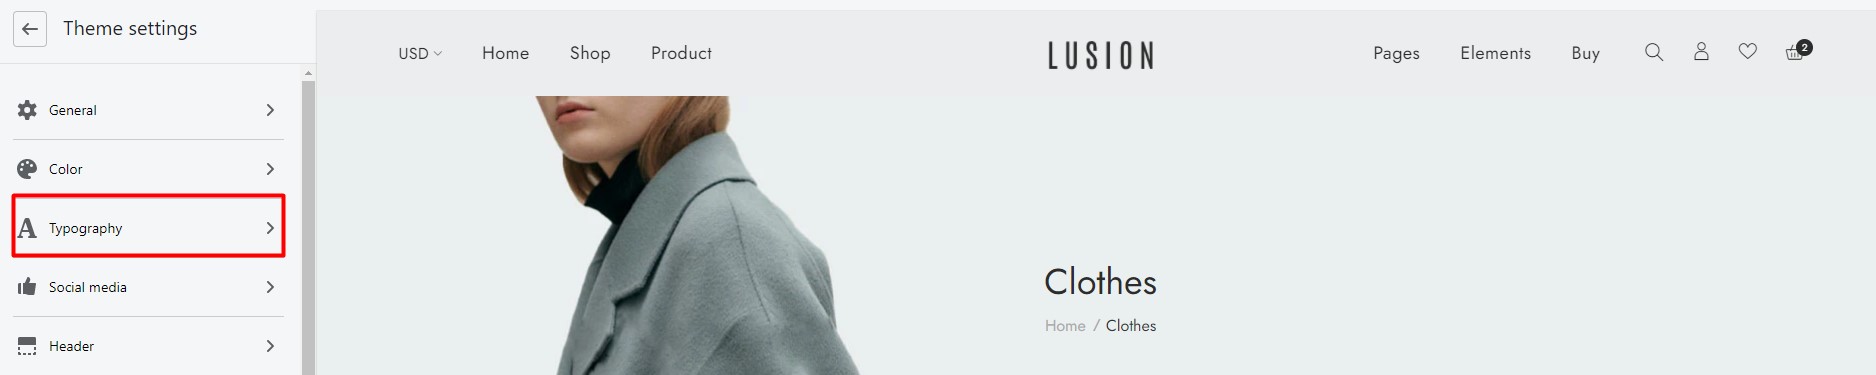 Theme settings
General
Color
Typography
Social media
Header
USD Home Shop Product LUSION Pages Elements Buy 2
Clothes
Home / Clothes